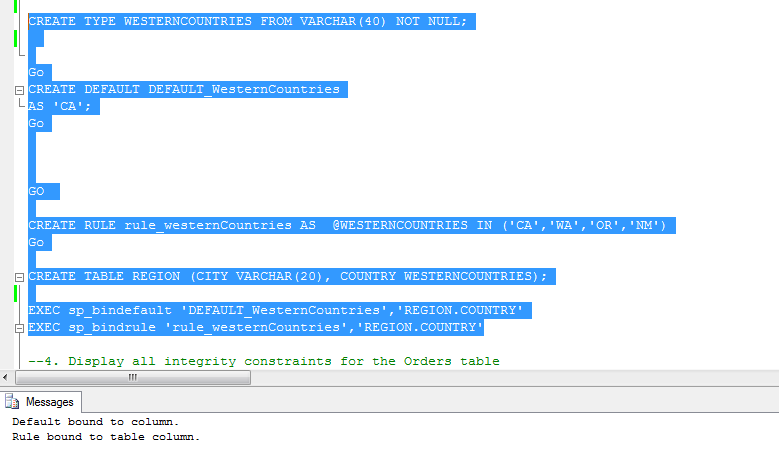 CREATE TYPE WESTERNCOUNTRIES FROM VARCHAR(40) NOT NULL;
Go
CREATE DEFAULT DEFAULT_WesternCountries
AS 'CA';
Go
GO
CREATE RULE rule_westernCountries AS  @WESTERNCOUNTRIES IN ('CA','WA','OR','NM')
Go
CREATE TABLE REGION (CITY VARCHAR(20), COUNTRY WESTERNCOUNTRIES);
EXEC sp_bindefault 'DEFAULT_WesternCountries','REGION.COUNTRY'
EXEC sp_bindrule 'rule_westernCountries','REGION.COUNTRY'
--4. Display all integrity constraints for the Orders table
Messages
Default bound to column.
Rule bound to table column.